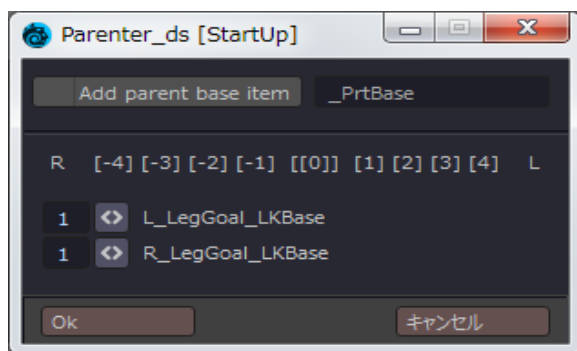 Parenter_ds [StartUp]
Add parent base item _PrtBase
R [-4] [-3] [-2] [-1] [[0]] [1] [2] [3] [4] L
1 <> L_LegGoal_LKBase
1 <> R_LegGoal_LKBase
Ok キャンセル